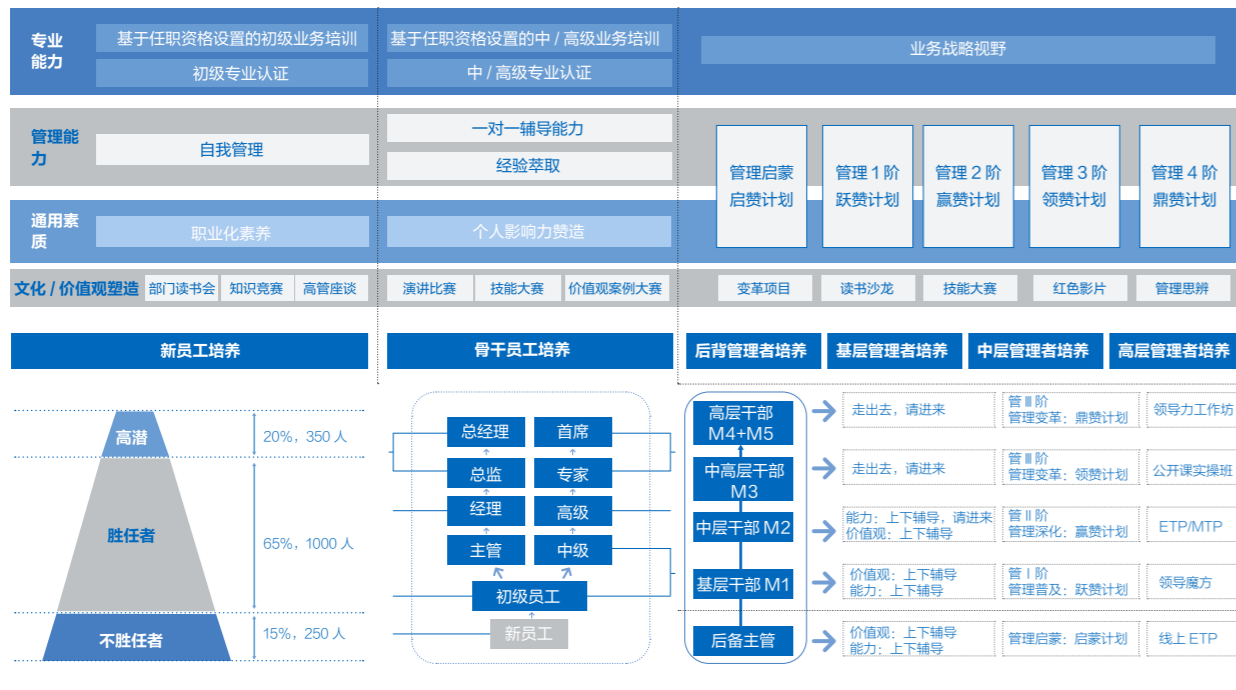 专业
能力
基于任职资格设置的初级业务培训
初级专业认证
基于任职资格设置的中 / 高级业务培训
中 / 高级专业认证
业务战略视野
管理能
力
自我管理
一对一辅导能力
经验萃取
管理启蒙
启赞计划
管理 1 阶
跃赞计划
管理 2 阶
赢赞计划
管理 3 阶
领赞计划
管理 4 阶
鼎赞计划
通用素
质
职业化素养
个人影响力赞造
文化 / 价值观塑造
部门读书会
知识竞赛
高管座谈
演讲比赛
技能大赛
价值观案例大赛
变革项目
读书沙龙
技能大赛
红色影片
管理思辨
新员工培养
骨干员工培养
后背管理者培养
基层管理者培养
中层管理者培养
高层管理者培养
高潜
20%，350 人
胜任者
65%，1000 人
不胜任者
15%，250 人
总经理
首席
总监
专家
经理
高级
主管
中级
初级员工
新员工
高层干部
M4+M5
走出去，请进来
管Ⅲ阶
管理变革：鼎赞计划
领导力工作坊
中高层干部
M3
走出去，请进来
管Ⅲ阶
管理变革：领赞计划
公开课实操班
中层干部 M2
能力：上下辅导，请进来
价值观：上下辅导
管Ⅱ阶
管理深化：赢赞计划
ETP/MTP
基层干部 M1
价值观：上下辅导
能力：上下辅导
管Ⅰ阶
管理普及：跃赞计划
领导魔方
后备主管
价值观：上下辅导
能力：上下辅导
管理启蒙：启蒙计划
线上 ETP